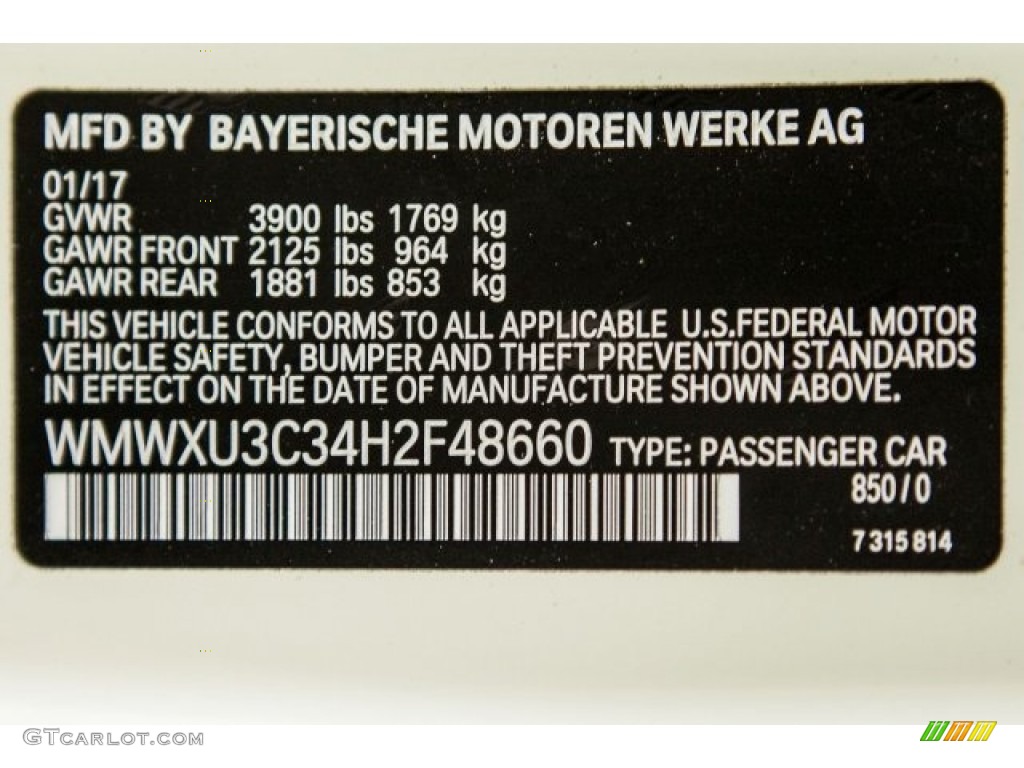 MFD BY BAYERISCHE MOTOREN WERKE AG
01/17
GVWR 3900 lbs 1769 kg
GAWR FRONT 2125 lbs 964 kg
GAWR REAR 1881 lbs 853 kg
THIS VEHICLE CONFORMS TO ALL APPLICABLE U.S.FEDERAL MOTOR
VEHICLE SAFETY, BUMPER AND THEFT PREVENTION STANDARDS
IN EFFECT ON THE DATE OF MANUFACTURE SHOWN ABOVE.
WMWXU3C34H2F48660 TYPE: PASSENGER CAR
850/0
7 315 814
GTCARLOT.COM